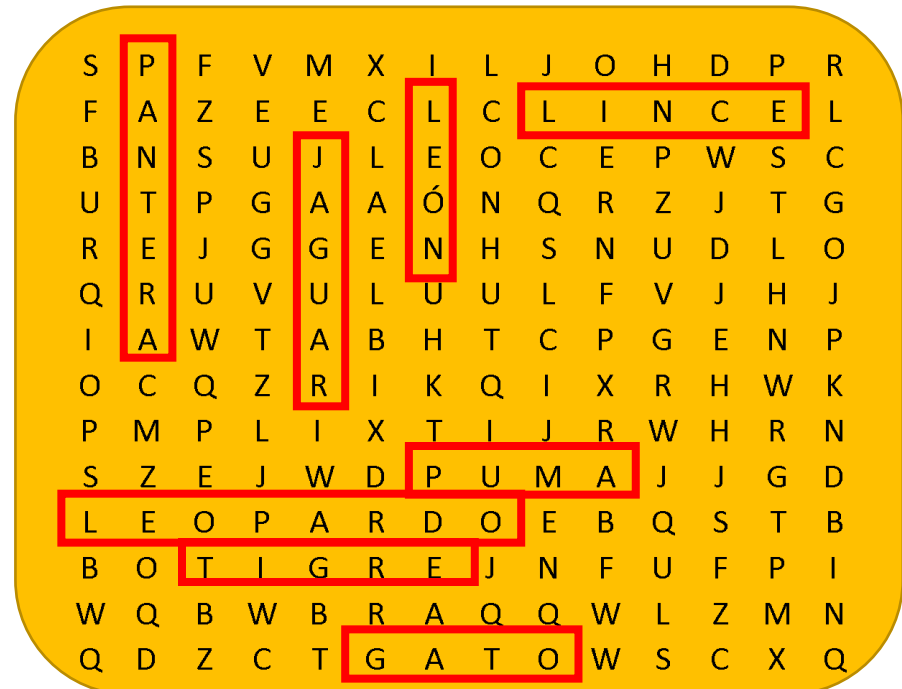 S P F V M X I L J O H D P R
F A Z E E C L C L I N C E L
B N S U J L E O C E P W S C
U T P G A A Ó N Q R Z J T G
R E J G G E N H S N U D L O
Q R U V U L U U L F V J H J
I A W T A B H T C P G E N P
O C Q Z R I K Q I X R H W K
P M P L I X T I J R W H R N
S Z E J W D P U M A J J G D
L E O P A R D O E B Q S T B
B O T I G R E J N F U F P I
W Q B W B R A Q Q W L Z M N
Q D Z C T G A T O W S C X Q